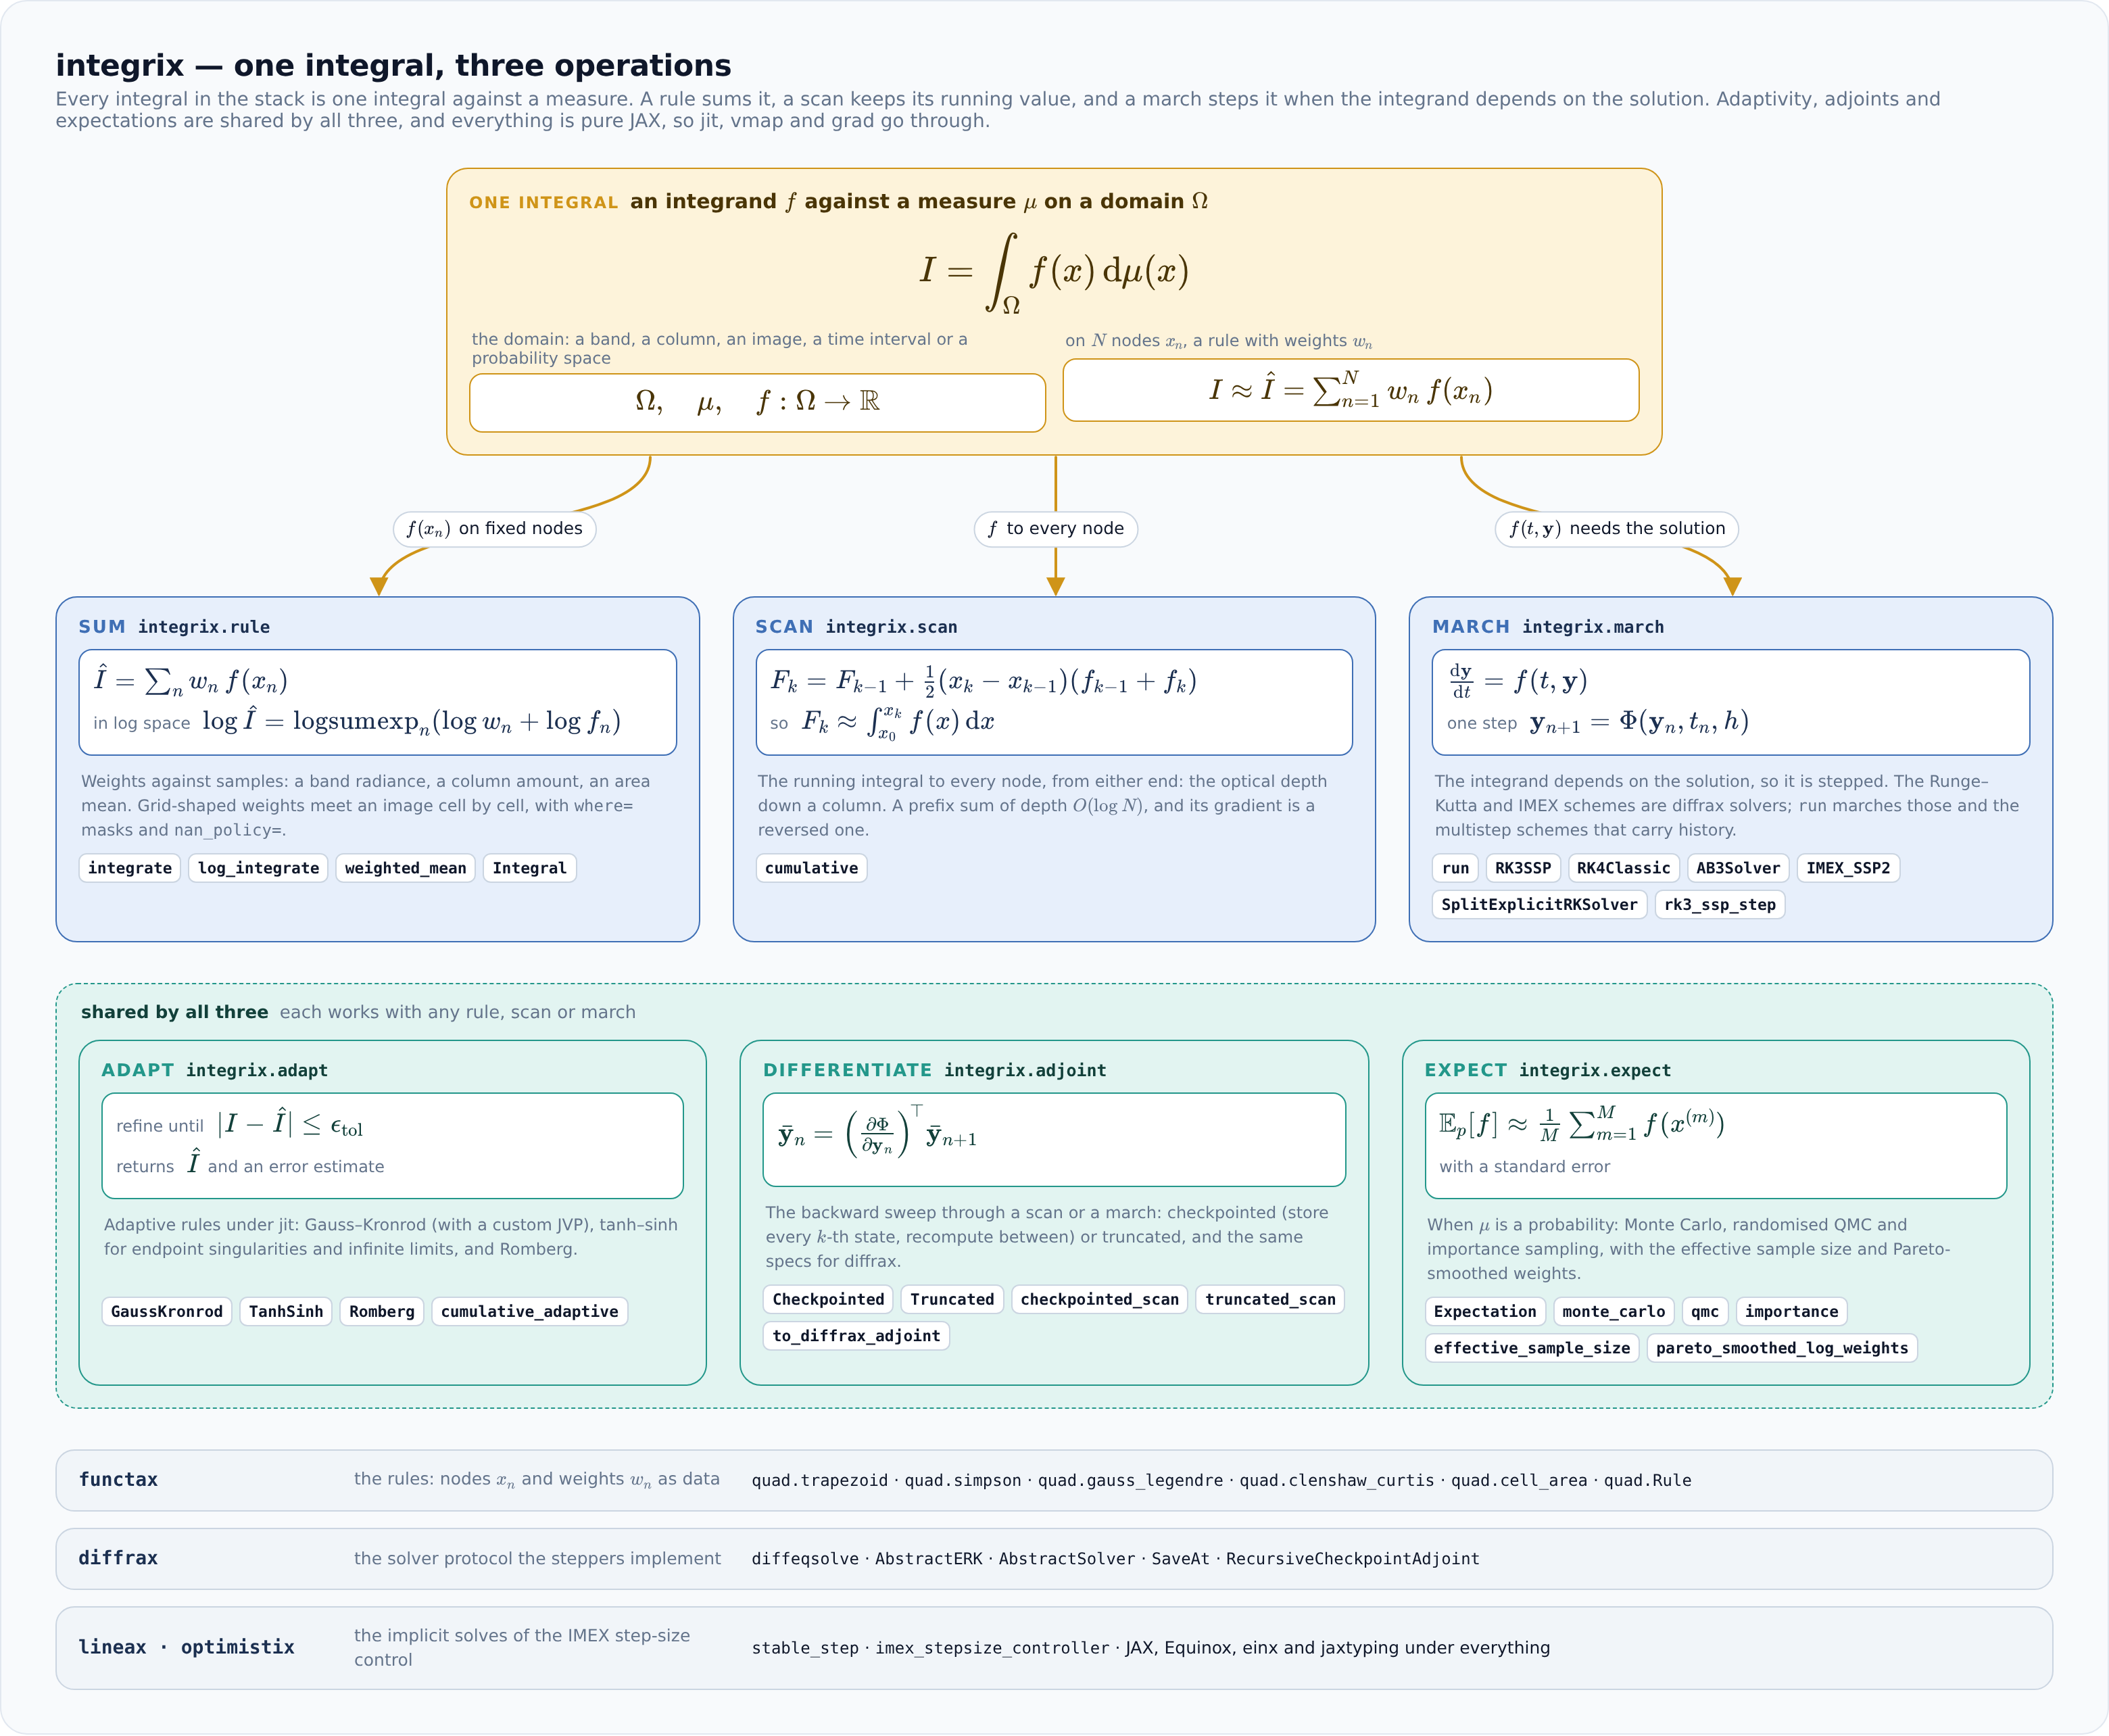 integrix — one integral, three operations
Every integral in the stack is one integral against a measure. A rule sums it, a scan keeps its running value, and a march steps it when the integrand depends on the solution. Adaptivity, adjoints and
expectations are shared by all three, and everything is pure JAX, so jit, vmap and grad go through.
ONE INTEGRAL an integrand f against a measure μ on a domain Ω
I = ∫_Ω f(x) dμ(x)
the domain: a band, a column, an image, a time interval or a
probability space
Ω, μ, f : Ω → ℝ
on N nodes xₙ, a rule with weights wₙ
I ≈ Î = ∑_{n=1}^{N} wₙ f(xₙ)
f(xₙ) on fixed nodes
f to every node
f(t, y) needs the solution
SUM integrix.rule
Î = ∑ₙ wₙ f(xₙ)
in log space log Î = logsumexpₙ(log wₙ + log fₙ)
Weights against samples: a band radiance, a column amount, an area
mean. Grid-shaped weights meet an image cell by cell, with where=
masks and nan_policy=.
integrate log_integrate weighted_mean Integral
SCAN integrix.scan
F_k = F_{k−1} + ½(x_k − x_{k−1})(f_{k−1} + f_k)
so F_k ≈ ∫_{x₀}^{x_k} f(x) dx
The running integral to every node, from either end: the optical depth
down a column. A prefix sum of depth O(log N), and its gradient is a
reversed one.
cumulative
MARCH integrix.march
dy/dt = f(t, y)
one step y_{n+1} = Φ(yₙ, tₙ, h)
The integrand depends on the solution, so it is stepped. The Runge–
Kutta and IMEX schemes are diffrax solvers; run marches those and the
multistep schemes that carry history.
run RK3SSP RK4Classic AB3Solver IMEX_SSP2
SplitExplicitRKSolver rk3_ssp_step
shared by all three each works with any rule, scan or march
ADAPT integrix.adapt
refine until |I − Î| ≤ ϵ_tol
returns Î and an error estimate
Adaptive rules under jit: Gauss–Kronrod (with a custom JVP), tanh–sinh
for endpoint singularities and infinite limits, and Romberg.
GaussKronrod TanhSinh Romberg cumulative_adaptive
DIFFERENTIATE integrix.adjoint
ȳₙ = (∂Φ/∂yₙ)^⊤ ȳ_{n+1}
The backward sweep through a scan or a march: checkpointed (store
every k-th state, recompute between) or truncated, and the same
specs for diffrax.
Checkpointed Truncated checkpointed_scan truncated_scan
to_diffrax_adjoint
EXPECT integrix.expect
𝔼_p[f] ≈ 1/M ∑_{m=1}^{M} f(x^{(m)})
with a standard error
When μ is a probability: Monte Carlo, randomised QMC and
importance sampling, with the effective sample size and Pareto-
smoothed weights.
Expectation monte_carlo qmc importance
effective_sample_size pareto_smoothed_log_weights
functax the rules: nodes xₙ and weights wₙ as data quad.trapezoid · quad.simpson · quad.gauss_legendre · quad.clenshaw_curtis · quad.cell_area · quad.Rule
diffrax the solver protocol the steppers implement diffeqsolve · AbstractERK · AbstractSolver · SaveAt · RecursiveCheckpointAdjoint
lineax · optimistix
the implicit solves of the IMEX step-size
control
stable_step · imex_stepsize_controller · JAX, Equinox, einx and jaxtyping under everything